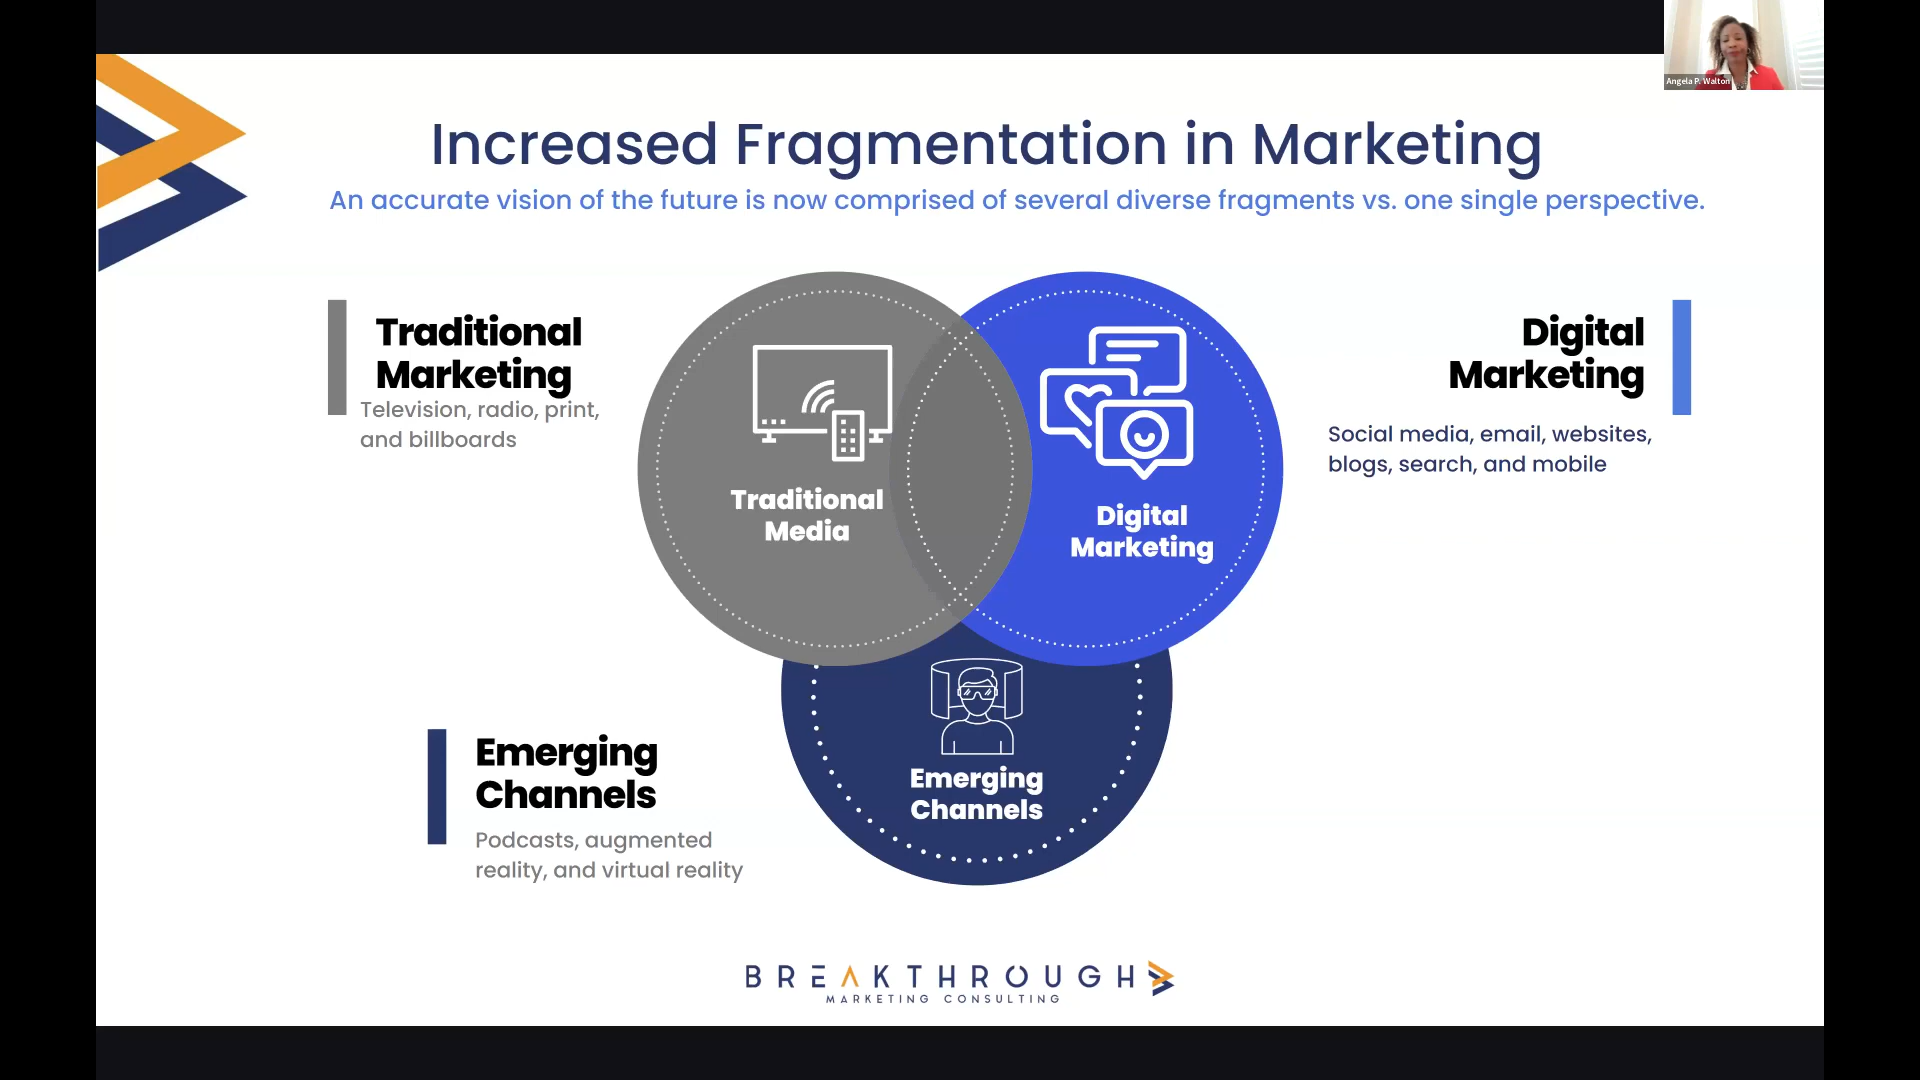 Angela P. Walton
Increased Fragmentation in Marketing
An accurate vision of the future is now comprised of several diverse fragments vs. one single perspective.
Traditional
Marketing
Television, radio, print,
and billboards
Traditional
Media
Digital
Marketing
Digital
Marketing
Social media, email, websites,
blogs, search, and mobile
Emerging
Channels
Podcasts, augmented
reality, and virtual reality
Emerging
Channels
BREAKTHROUGH
MARKETING CONSULTING